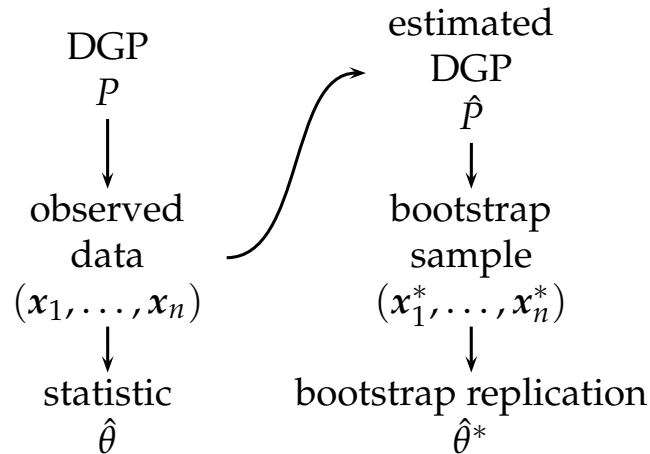 DGP
P
observed
data
(x₁, . . . , xₙ)
statistic
θ̂
estimated
DGP
P̂
bootstrap
sample
(x₁*, . . . , xₙ*)
bootstrap replication
θ̂*